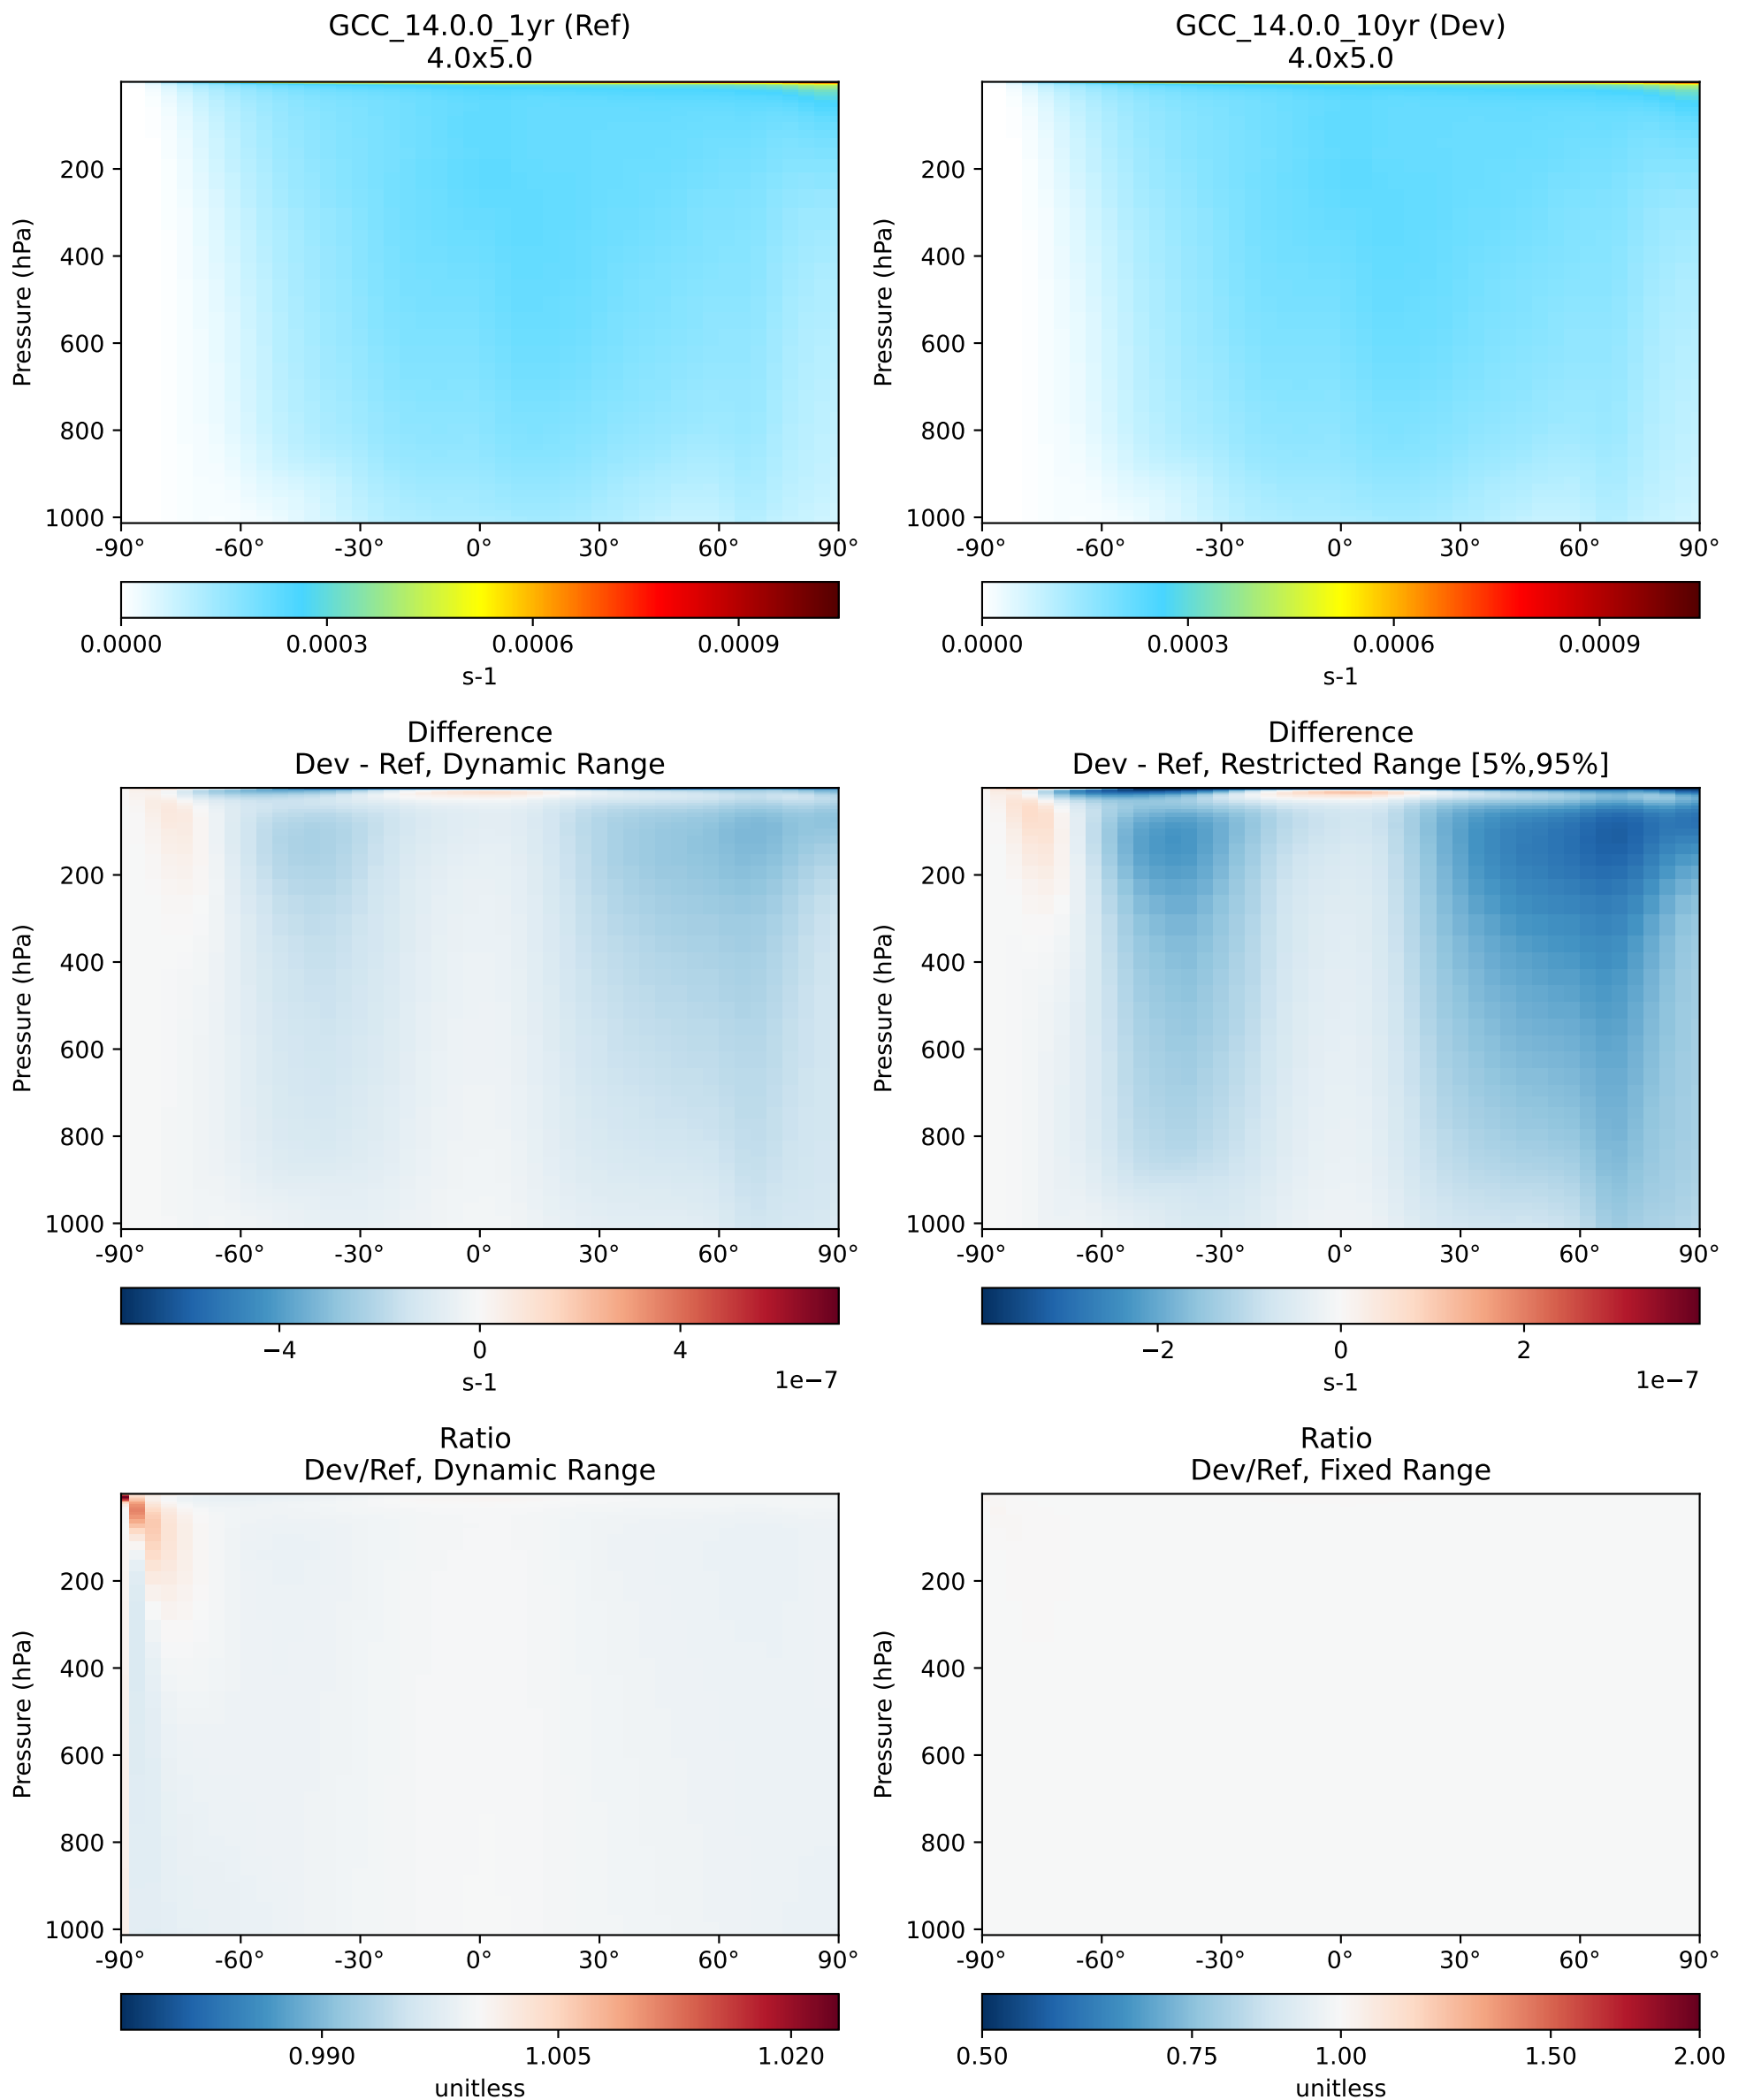 GCC_14.0.0_1yr (Ref)
4.0x5.0
Pressure (hPa)
200
400
600
800
1000
-90° -60° -30° 0° 30° 60° 90°
0.0000 0.0003 0.0006 0.0009
s-1
GCC_14.0.0_10yr (Dev)
4.0x5.0
Pressure (hPa)
200
400
600
800
1000
-90° -60° -30° 0° 30° 60° 90°
0.0000 0.0003 0.0006 0.0009
s-1
Difference
Dev - Ref, Dynamic Range
Pressure (hPa)
200
400
600
800
1000
-90° -60° -30° 0° 30° 60° 90°
−4 0 4
s-1 1e−7
Difference
Dev - Ref, Restricted Range [5%,95%]
Pressure (hPa)
200
400
600
800
1000
-90° -60° -30° 0° 30° 60° 90°
−2 0 2
s-1 1e−7
Ratio
Dev/Ref, Dynamic Range
Pressure (hPa)
200
400
600
800
1000
-90° -60° -30° 0° 30° 60° 90°
0.990 1.005 1.020
unitless
Ratio
Dev/Ref, Fixed Range
Pressure (hPa)
200
400
600
800
1000
-90° -60° -30° 0° 30° 60° 90°
0.50 0.75 1.00 1.50 2.00
unitless